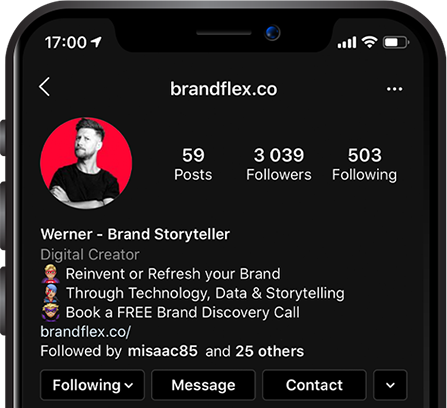 17:00
brandflex.co
59 3 039 503
Posts Followers Following
Werner - Brand Storyteller
Digital Creator
Reinvent or Refresh your Brand
Through Technology, Data & Storytelling
Book a FREE Brand Discovery Call
brandflex.co/
Followed by misaac85 and 25 others
Following Message Contact